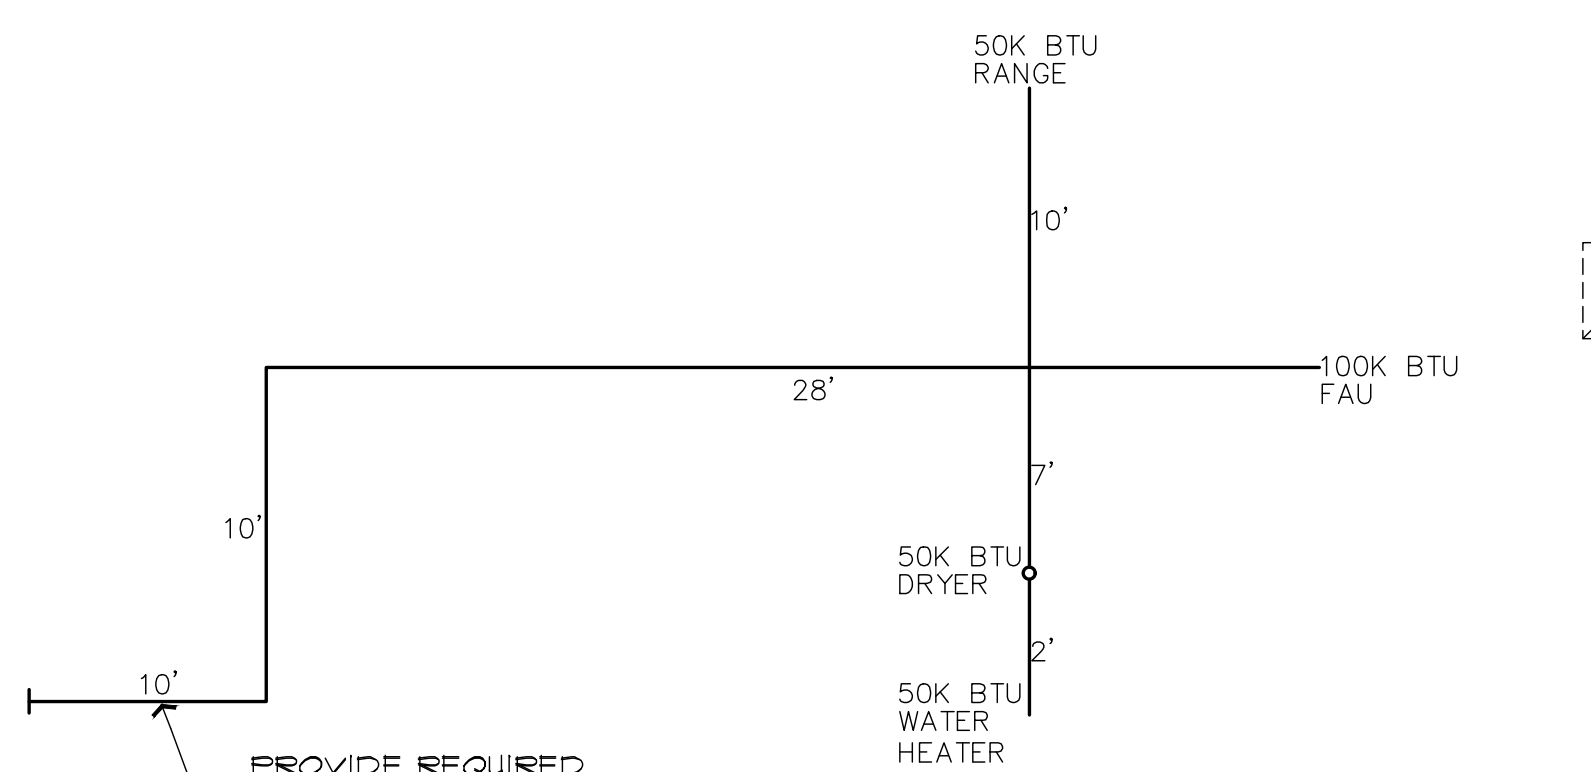 50K BTU
RANGE
10'
100K BTU
FAU
28'
7'
10'
50K BTU
DRYER
2'
10'
50K BTU
WATER
HEATER
PROVIDE REQUIRED